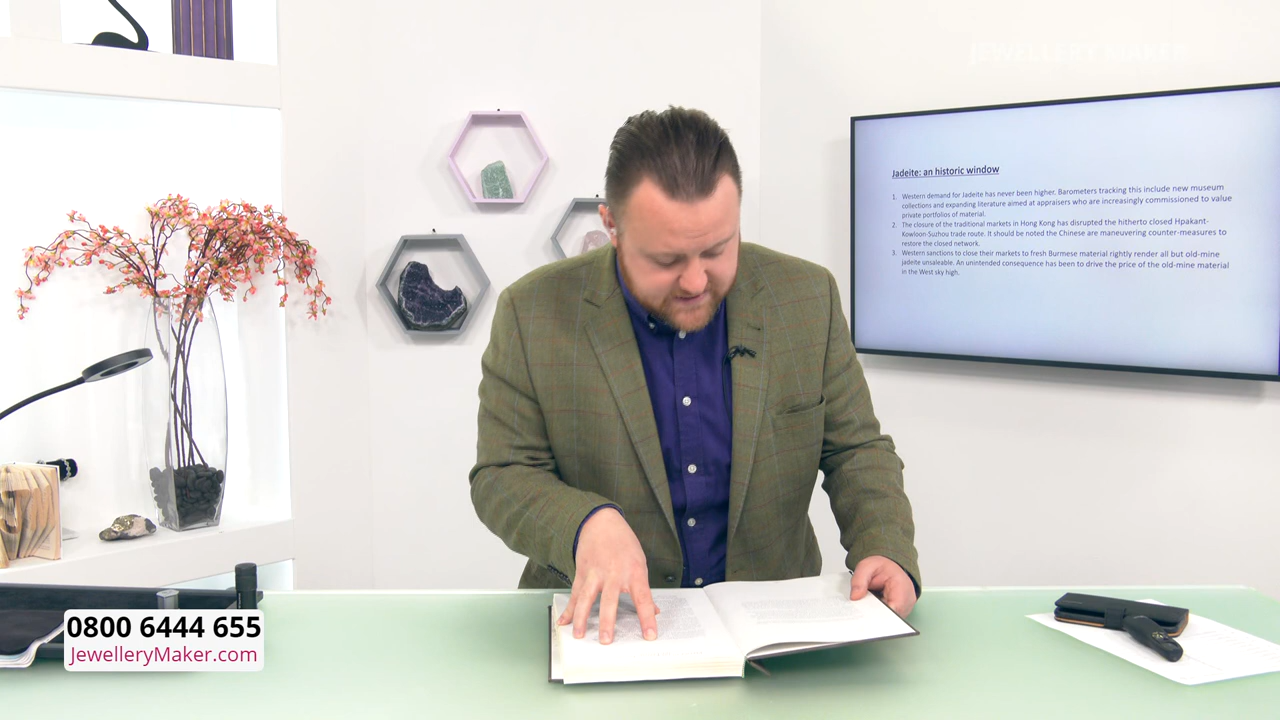 JEWELLERYMAKER
Jadeite: an historic window
1. Western demand for Jadeite has never been higher. Barometers tracking this include new museum
collections and expanding literature aimed at appraisers who are increasingly commissioned to value
private portfolios of material.
2. The closure of the traditional markets in Hong Kong has disrupted the hitherto closed Hpakant-
Kowloon-Suzhou trade route. It should be noted the Chinese are maneuvering counter-measures to
restore the closed network.
3. Western sanctions to close their markets to fresh Burmese material rightly render all but old-mine
jadeite unsaleable. An unintended consequence has been to drive the price of the old-mine material
in the West sky high.
0800 6444 655
JewelleryMaker.com